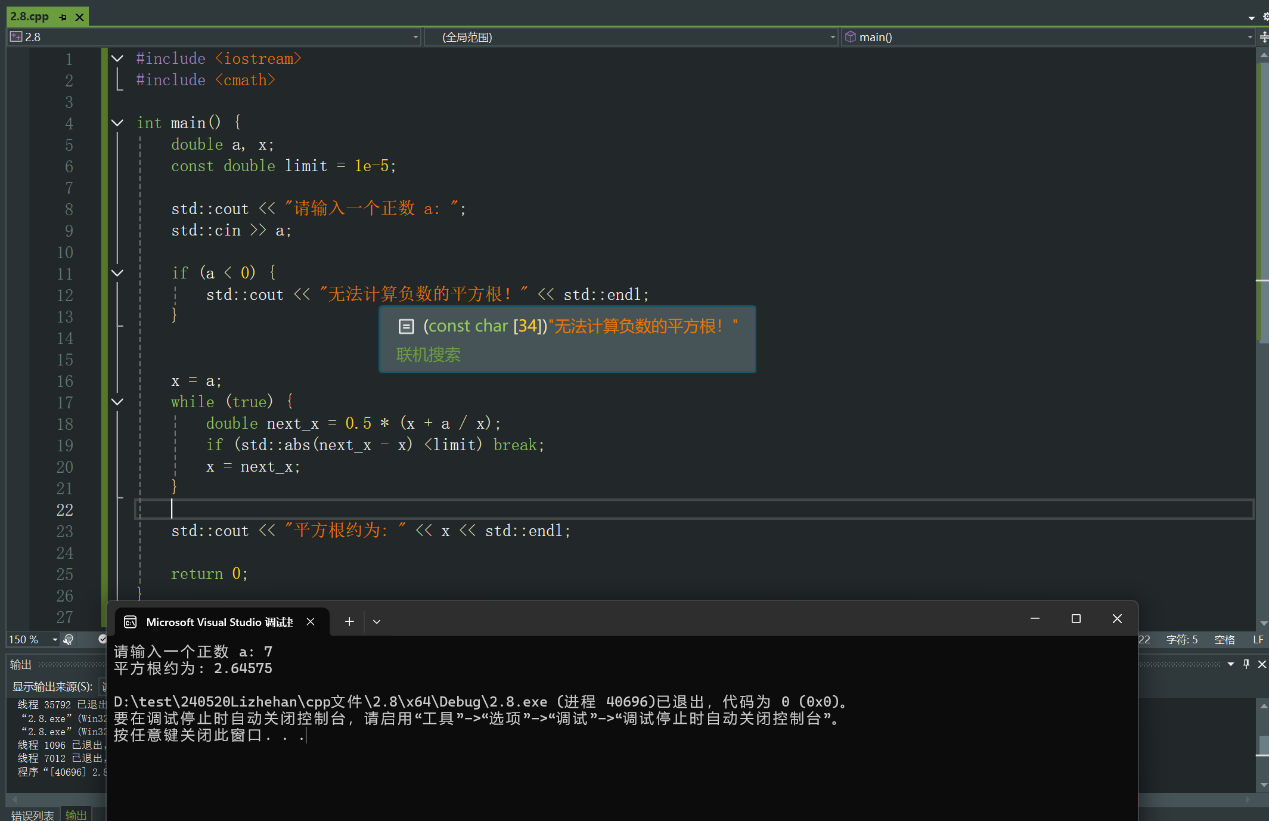 2.8.cpp
2.8
(全局范围)
main()
1 #include <iostream>
2 #include <cmath>
3
4 int main() {
5 double a, x;
6 const double limit = 1e-5;
7
8 std::cout << "请输入一个正数 a: ";
9 std::cin >> a;
10
11 if (a < 0) {
12 std::cout << "无法计算负数的平方根！" << std::endl;
13 }
(const char [34])"无法计算负数的平方根！"
14
联机搜索
15
16 x = a;
17 while (true) {
18 double next_x = 0.5 * (x + a / x);
19 if (std::abs(next_x - x) <limit) break;
20 x = next_x;
21 }
22
23 std::cout << "平方根约为: " << x << std::endl;
24
25 return 0;
26 }
27
150 %
22 字符: 5 空格 LF
Microsoft Visual Studio 调试
请输入一个正数 a: 7
平方根约为: 2.64575
D:\test\240520Lizhehan\cpp文件\2.8\x64\Debug\2.8.exe (进程 40696)已退出，代码为 0 (0x0)。
要在调试停止时自动关闭控制台，请启用“工具”->“选项”->“调试”->“调试停止时自动关闭控制台”。
按任意键关闭此窗口. . .
输出
显示输出来源(S):
线程 35792 已退出
“2.8.exe” (Win32
“2.8.exe” (Win32
线程 1096 已退出,
线程 7012 已退出,
程序“[40696] 2.8
错误列表 输出